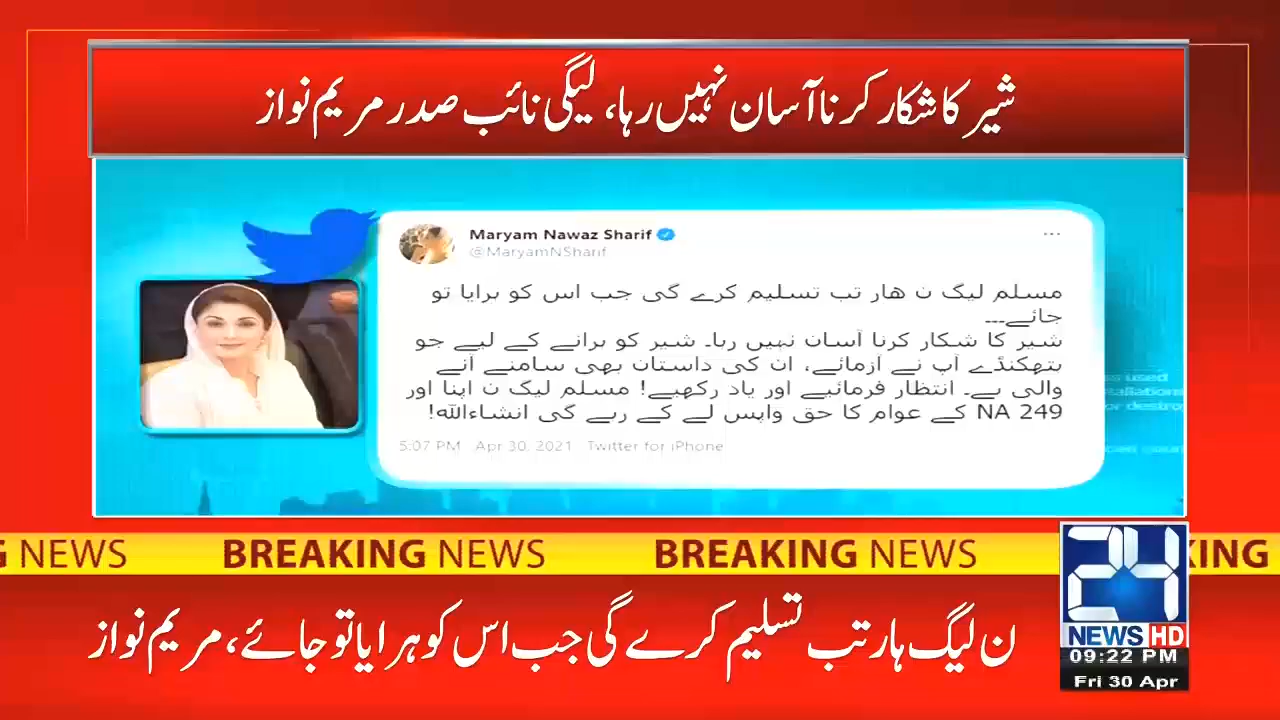 شیر کا شکار کرنا آسان نہیں رہا، لیگی نائب صدر مریم نواز
Maryam Nawaz Sharif
@MaryamNSharif
مسلم لیگ ن ھار تب تسلیم کرے گی جب اس کو ہرایا تو
جائے۔۔۔
شیر کا شکار کرنا آسان نہیں رہا۔ شیر کو ہرانے کے لیے جو
ہتھکنڈے آپ نے آزمائے، ان کی داستان بھی سامنے آنے
والی ہے۔ انتظار فرمائیے اور یاد رکھیے! مسلم لیگ ن اپنا اور
NA 249 کے عوام کا حق واپس لے کے رہے گی انشاءاللہ!
5:07 PM Apr 30, 2021 Twitter for iPhone
G NEWS BREAKING NEWS BREAKING NEWS KING
ن لیگ ہار تب تسلیم کرے گی جب اس کو ہرایا تو جائے، مریم نواز
24
NEWS HD
09:22 PM
Fri 30 Apr